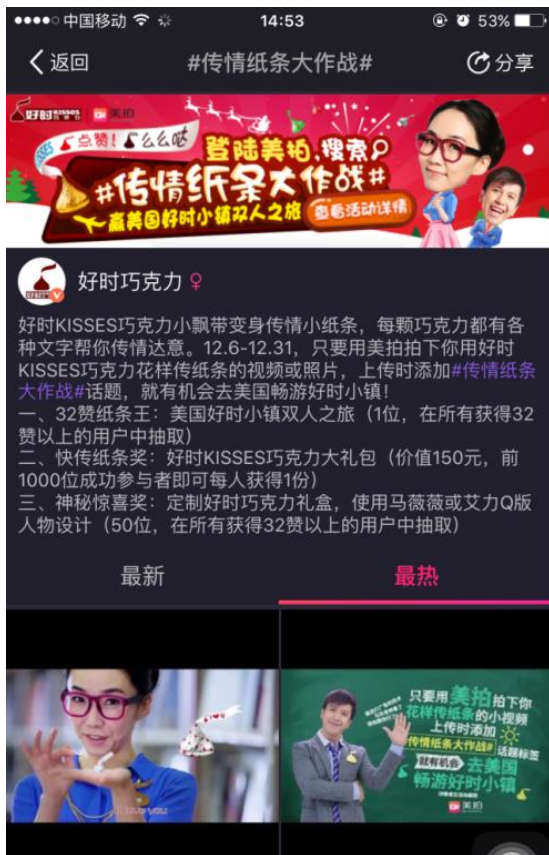 中国移动
14:53
53%
返回
#传情纸条大作战#
分享
好时 KISSES
美拍
KISSES
点赞！么么哒
登陆美拍,搜索
#传情纸条大作战#
赢美国好时小镇双人之旅
查看活动详情
好时巧克力
好时KISSES巧克力小飘带变身传情小纸条，每颗巧克力都有各
种文字帮你传情达意。12.6-12.31，只要用美拍拍下你用好时
KISSES巧克力花样传纸条的视频或照片，上传时添加#传情纸条
大作战#话题，就有机会去美国畅游好时小镇！
一、32赞纸条王：美国好时小镇双人之旅（1位，在所有获得32
赞以上的用户中抽取）
二、快传纸条奖：好时KISSES巧克力大礼包（价值150元，前
1000位成功参与者即可每人获得1份）
三、神秘惊喜奖：定制好时巧克力礼盒，使用马薇薇或艾力Q版
人物设计（50位，在所有获得32赞以上的用户中抽取）
最新
最热
I LOVE YOU
只要用美拍拍下你
花样传纸条的小视频
上传时添加
#传情纸条大作战#话题标签
就有机会去美国
畅游好时小镇
美拍